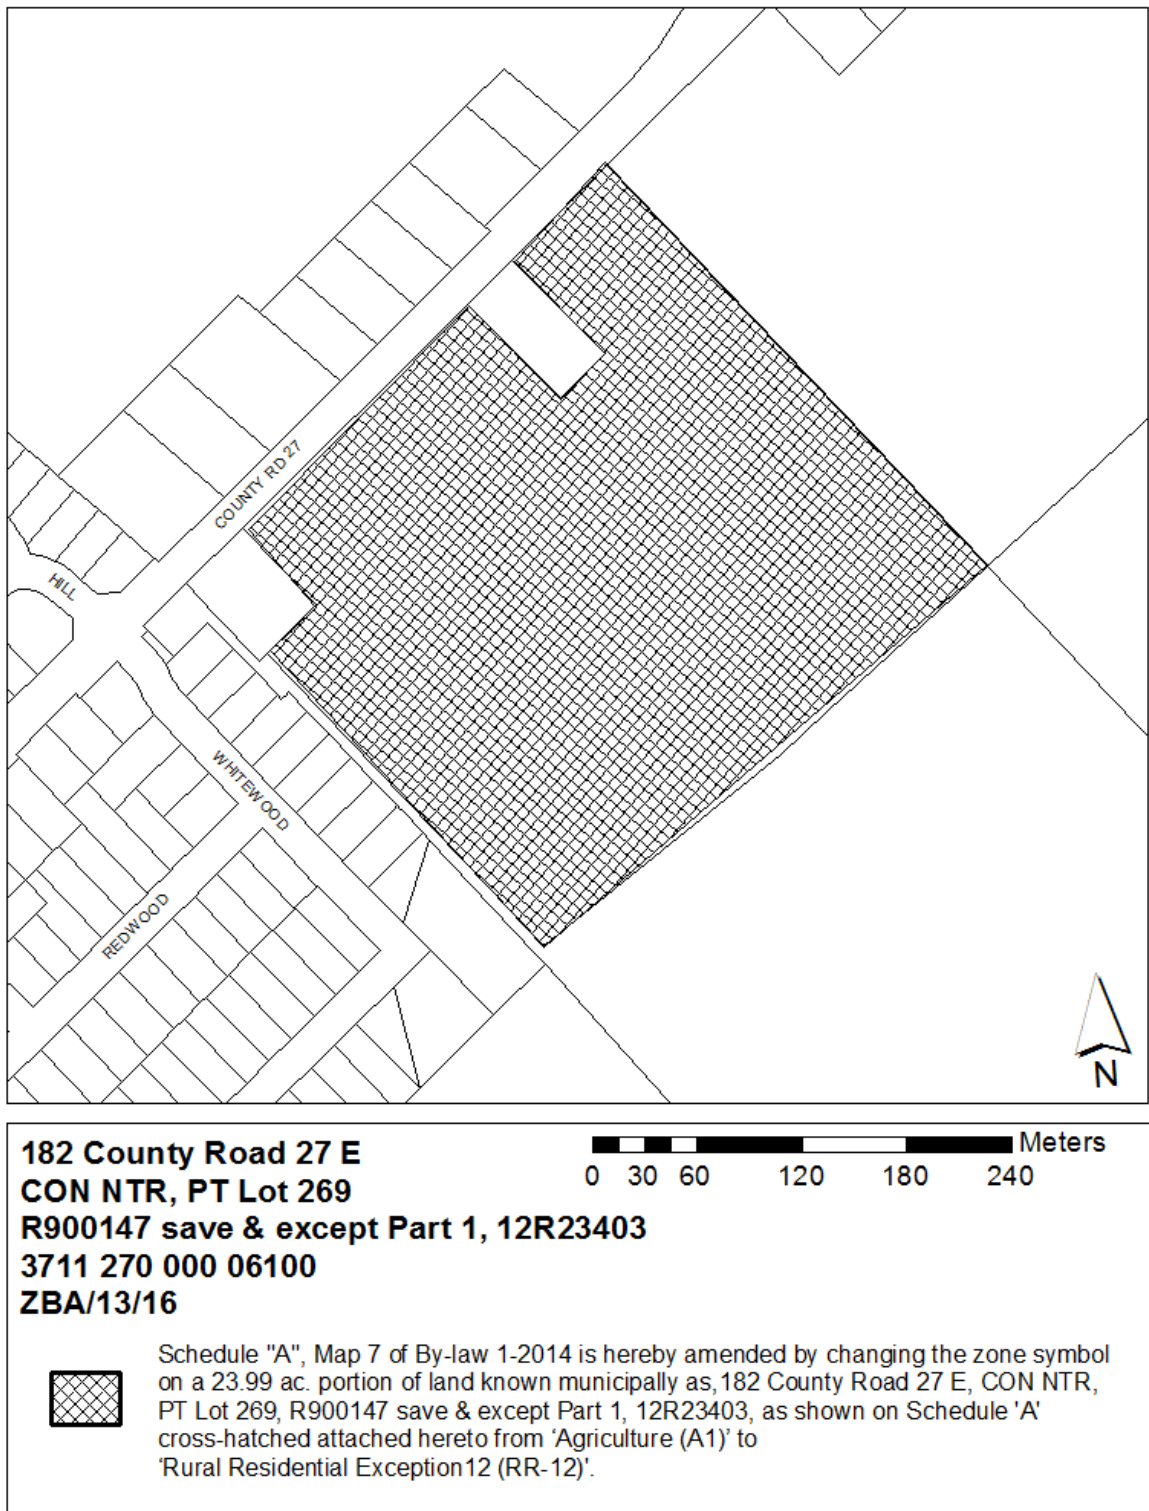 COUNTY RD 27
HILL
WHITEWOOD
REDWOOD
N
182 County Road 27 E
CON NTR, PT Lot 269
R900147 save & except Part 1, 12R23403
3711 270 000 06100
ZBA/13/16
Meters
0 30 60 120 180 240
Schedule "A", Map 7 of By-law 1-2014 is hereby amended by changing the zone symbol
on a 23.99 ac. portion of land known municipally as,182 County Road 27 E, CON NTR,
PT Lot 269, R900147 save & except Part 1, 12R23403, as shown on Schedule 'A'
cross-hatched attached hereto from ‘Agriculture (A1)’ to
‘Rural Residential Exception12 (RR-12)'.